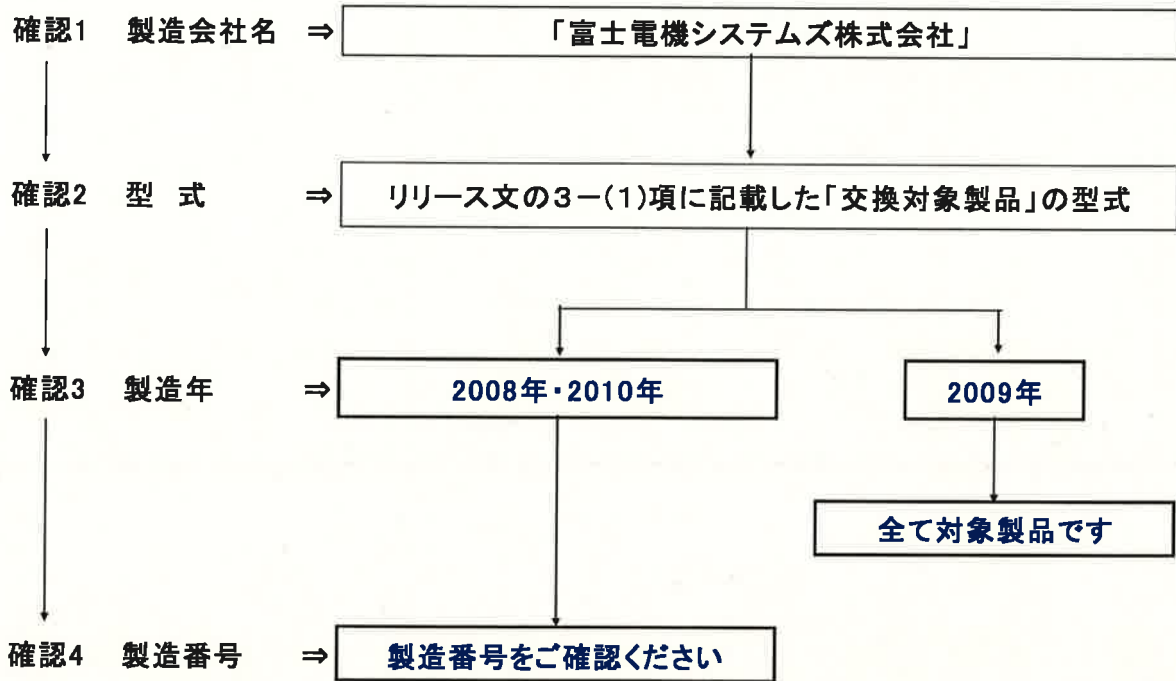 確認1 製造会社名 ⇒ 「富士電機システムズ株式会社」
確認2 型 式 ⇒ リリース文の3-(1)項に記載した「交換対象製品」の型式
確認3 製造年 ⇒ 2008年・2010年 2009年
全て対象製品です
確認4 製造番号 ⇒ 製造番号をご確認ください